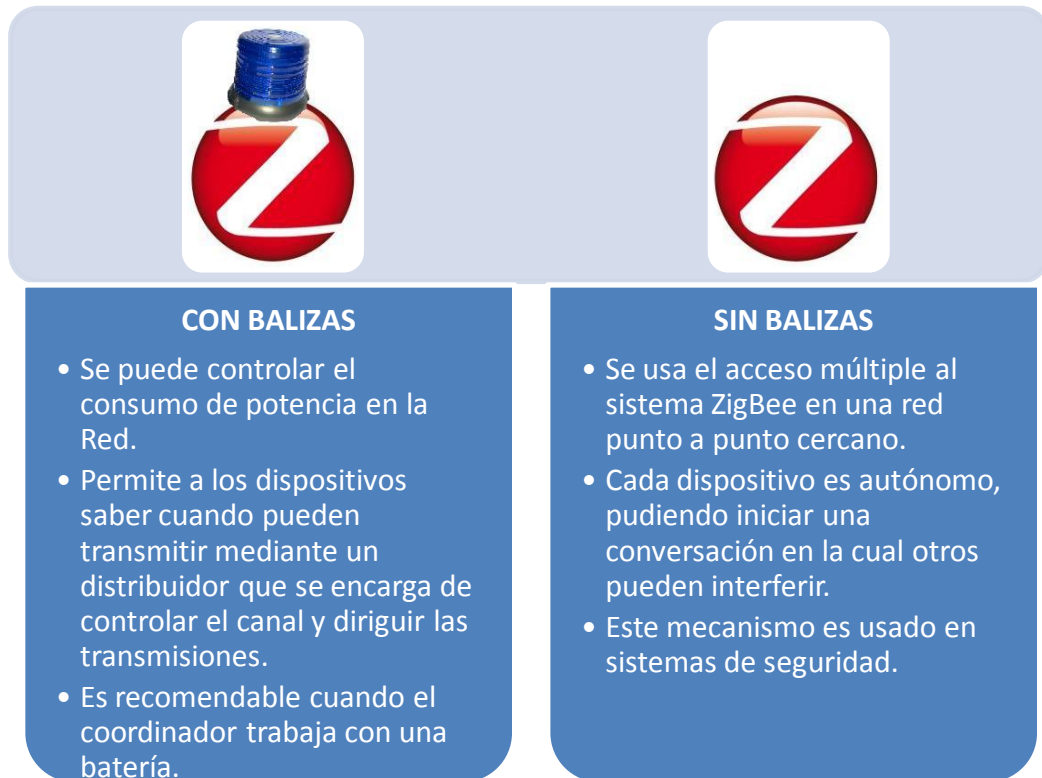 CON BALIZAS
• Se puede controlar el
consumo de potencia en la
Red.
• Permite a los dispositivos
saber cuando pueden
transmitir mediante un
distribuidor que se encarga de
controlar el canal y diriguir las
transmisiones.
• Es recomendable cuando el
coordinador trabaja con una
batería.
SIN BALIZAS
• Se usa el acceso múltiple al
sistema ZigBee en una red
punto a punto cercano.
• Cada dispositivo es autónomo,
pudiendo iniciar una
conversación en la cual otros
pueden interferir.
• Este mecanismo es usado en
sistemas de seguridad.